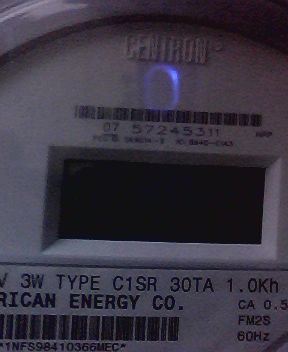 CENTRON®
07 57245311
V 3W TYPE C1SR 30TA 1.0Kh
RICAN ENERGY CO. CA 0.5
FM2S
60Hz
*1NFS98410366MEC*